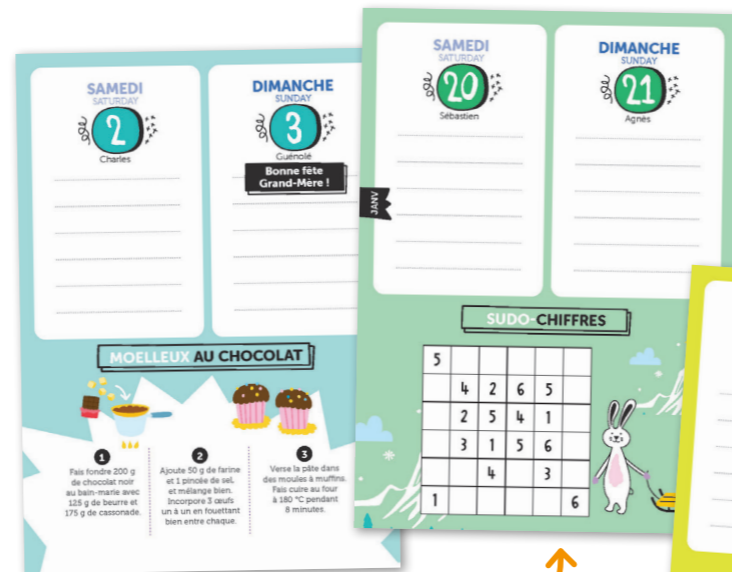 SAMEDI
SATURDAY
2
Charles
DIMANCHE
SUNDAY
3
Guénolé
Bonne fête
Grand-Mère !
MOELLEUX AU CHOCOLAT
1
Fais fondre 200 g
de chocolat noir
au bain-marie avec
125 g de beurre et
175 g de cassonade.
2
Ajoute 50 g de farine
et 1 pincée de sel,
et mélange bien.
Incorpore 3 œufs
un à un en fouettant
bien entre chaque.
3
Verse la pâte dans
des moules à muffins.
Fais cuire au four
à 180 °C pendant
8 minutes.
SAMEDI
SATURDAY
20
Sébastien
DIMANCHE
SUNDAY
21
Agnès
JANV
SUDO-CHIFFRES
5
4 2 6 5
2 5 4 1
3 1 5 6
4 3
1 6